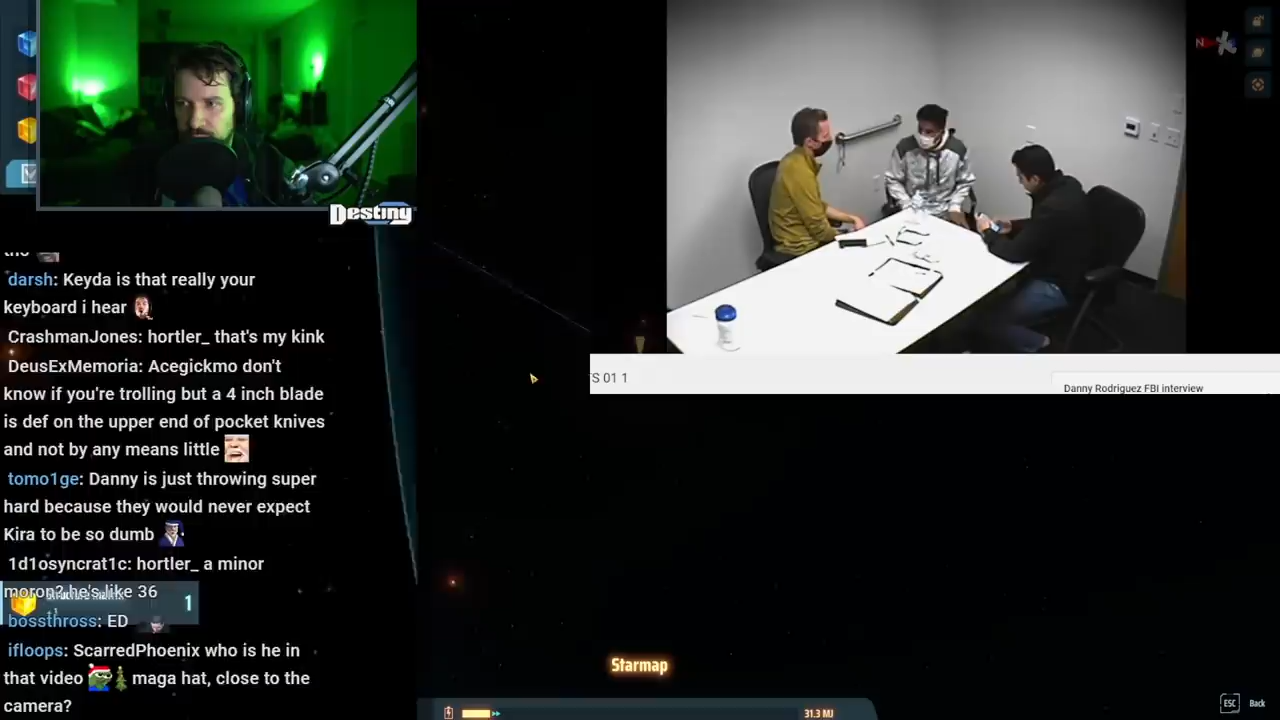 N
Destiny
darsh: Keyda is that really your
keyboard i hear
CrashmanJones: hortler_ that's my kink
DeusExMemoria: Acegickmo don't
know if you're trolling but a 4 inch blade
is def on the upper end of pocket knives
and not by any means little
tomo1ge: Danny is just throwing super
hard because they would never expect
Kira to be so dumb
1d1osyncrat1c: hortler_ a minor
moron? he's like 36
1
bossthross: ED
ifloops: ScarredPhoenix who is he in
that video maga hat, close to the
camera?
TS 01 1
Danny Rodriguez FBI interview
Starmap
31.3 MJ
ESC Back